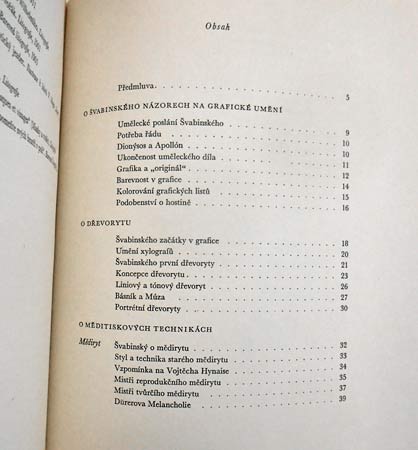 Obsah
Předmluva. 5
O ŠVABINSKÉHO NÁZORECH NA GRAFICKÉ UMĚNÍ
Umělecké poslání Švabinského 9
Potřeba řádu 10
Dionýsos a Apollón 10
Ukončenost uměleckého díla 11
Grafika a „originál" 12
Barevnost v grafice 14
Kolorování grafických listů 15
Podobenství o hostině 16
O DŘEVORYTU
Švabinského začátky v grafice 18
Umění xylografů 20
Švabinského první dřevoryty 21
Koncepce dřevorytu 23
Liniový a tónový dřevoryt 26
Básník a Múza 27
Portrétní dřevoryty 30
O MĚDITISKOVÝCH TECHNIKÁCH
Mědiryt Švabinský o mědirytu 32
Styl a technika starého mědirytu 33
Vzpomínka na Vojtěcha Hynaise 34
Mistři reprodukčního mědirytu 35
Mistři tvůrčího mědirytu 37
Dürerova Melancholie 39